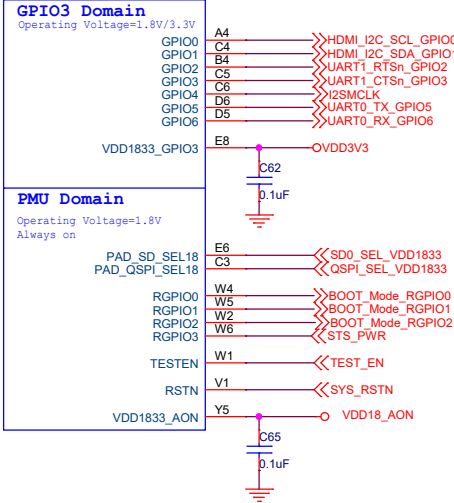 GPIO3 Domain
Operating Voltage=1.8V/3.3V
GPIO0 A4 HDMI_I2C_SCL_GPIO0
GPIO1 C4 HDMI_I2C_SDA_GPIO1
GPIO2 B4 UART1_RTSn_GPIO2
GPIO3 C5 UART1_CTSn_GPIO3
GPIO4 C6 I2SMCLK
GPIO5 D6 UART0_TX_GPIO5
GPIO6 D5 UART0_RX_GPIO6
VDD1833_GPIO3 E8 VDD3V3
C62
0.1uF
PMU Domain
Operating Voltage=1.8V
Always on
PAD_SD_SEL18 E6 SD0_SEL_VDD1833
PAD_QSPI_SEL18 C3 QSPI_SEL_VDD1833
RGPIO0 W4 BOOT_Mode_RGPIO0
RGPIO1 W5 BOOT_Mode_RGPIO1
RGPIO2 W2 BOOT_Mode_RGPIO2
RGPIO3 W6 STS_PWR
TESTEN W1 TEST_EN
RSTN V1 SYS_RSTN
VDD1833_AON Y5 VDD18_AON
C65
0.1uF